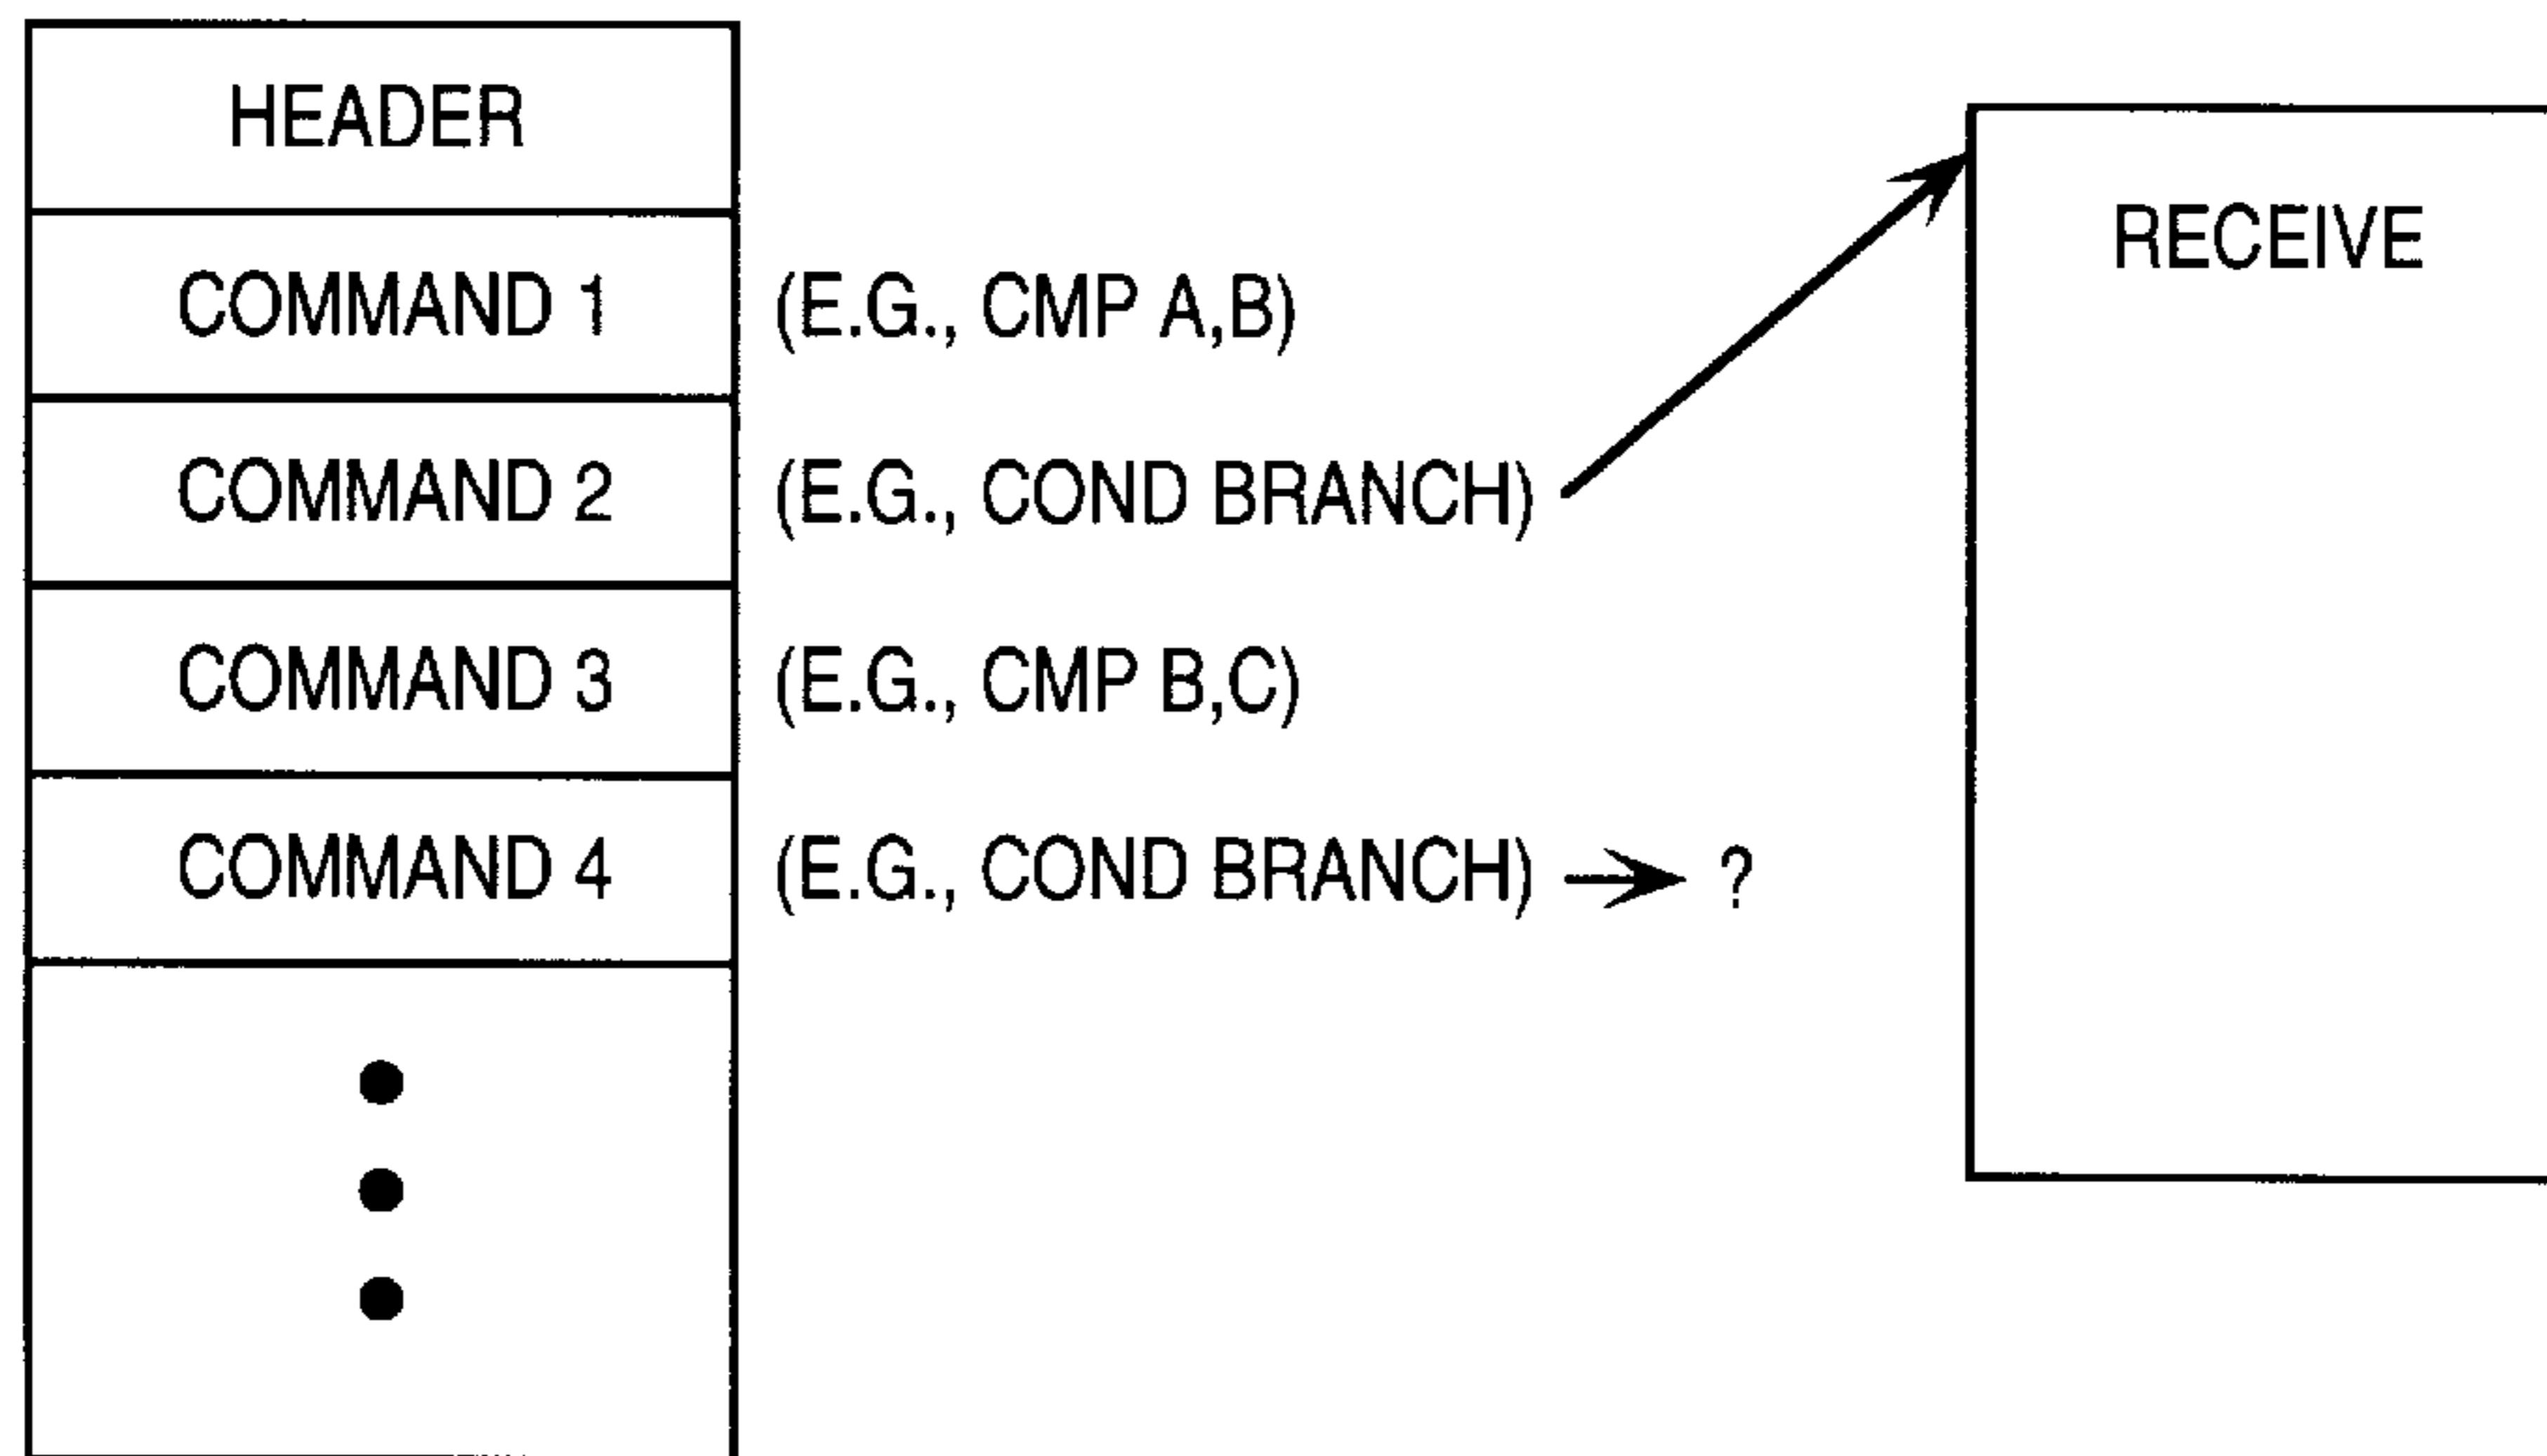 HEADER
COMMAND 1 (E.G., CMP A,B)
COMMAND 2 (E.G., COND BRANCH)
COMMAND 3 (E.G., CMP B,C)
COMMAND 4 (E.G., COND BRANCH) → ?
RECEIVE